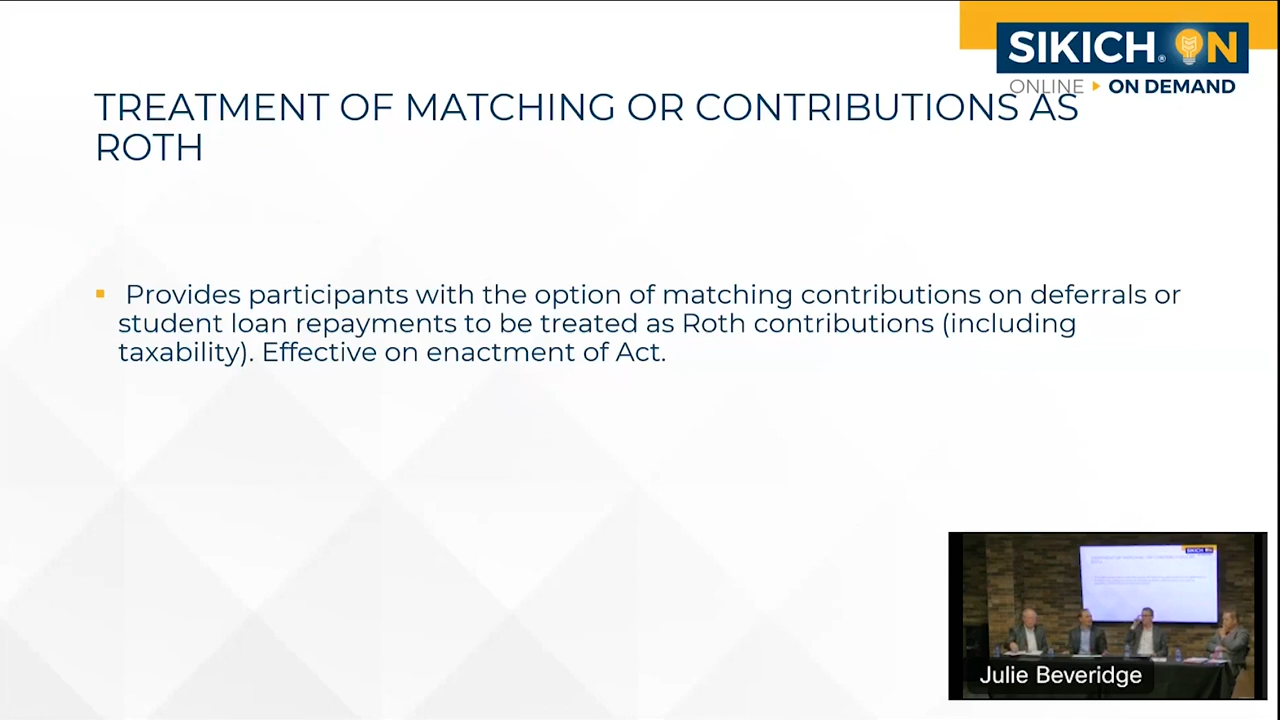 SIKICH® ON
ONLINE ▸ ON DEMAND
TREATMENT OF MATCHING OR CONTRIBUTIONS AS
ROTH
▪ Provides participants with the option of matching contributions on deferrals or
student loan repayments to be treated as Roth contributions (including
taxability). Effective on enactment of Act.
Julie Beveridge